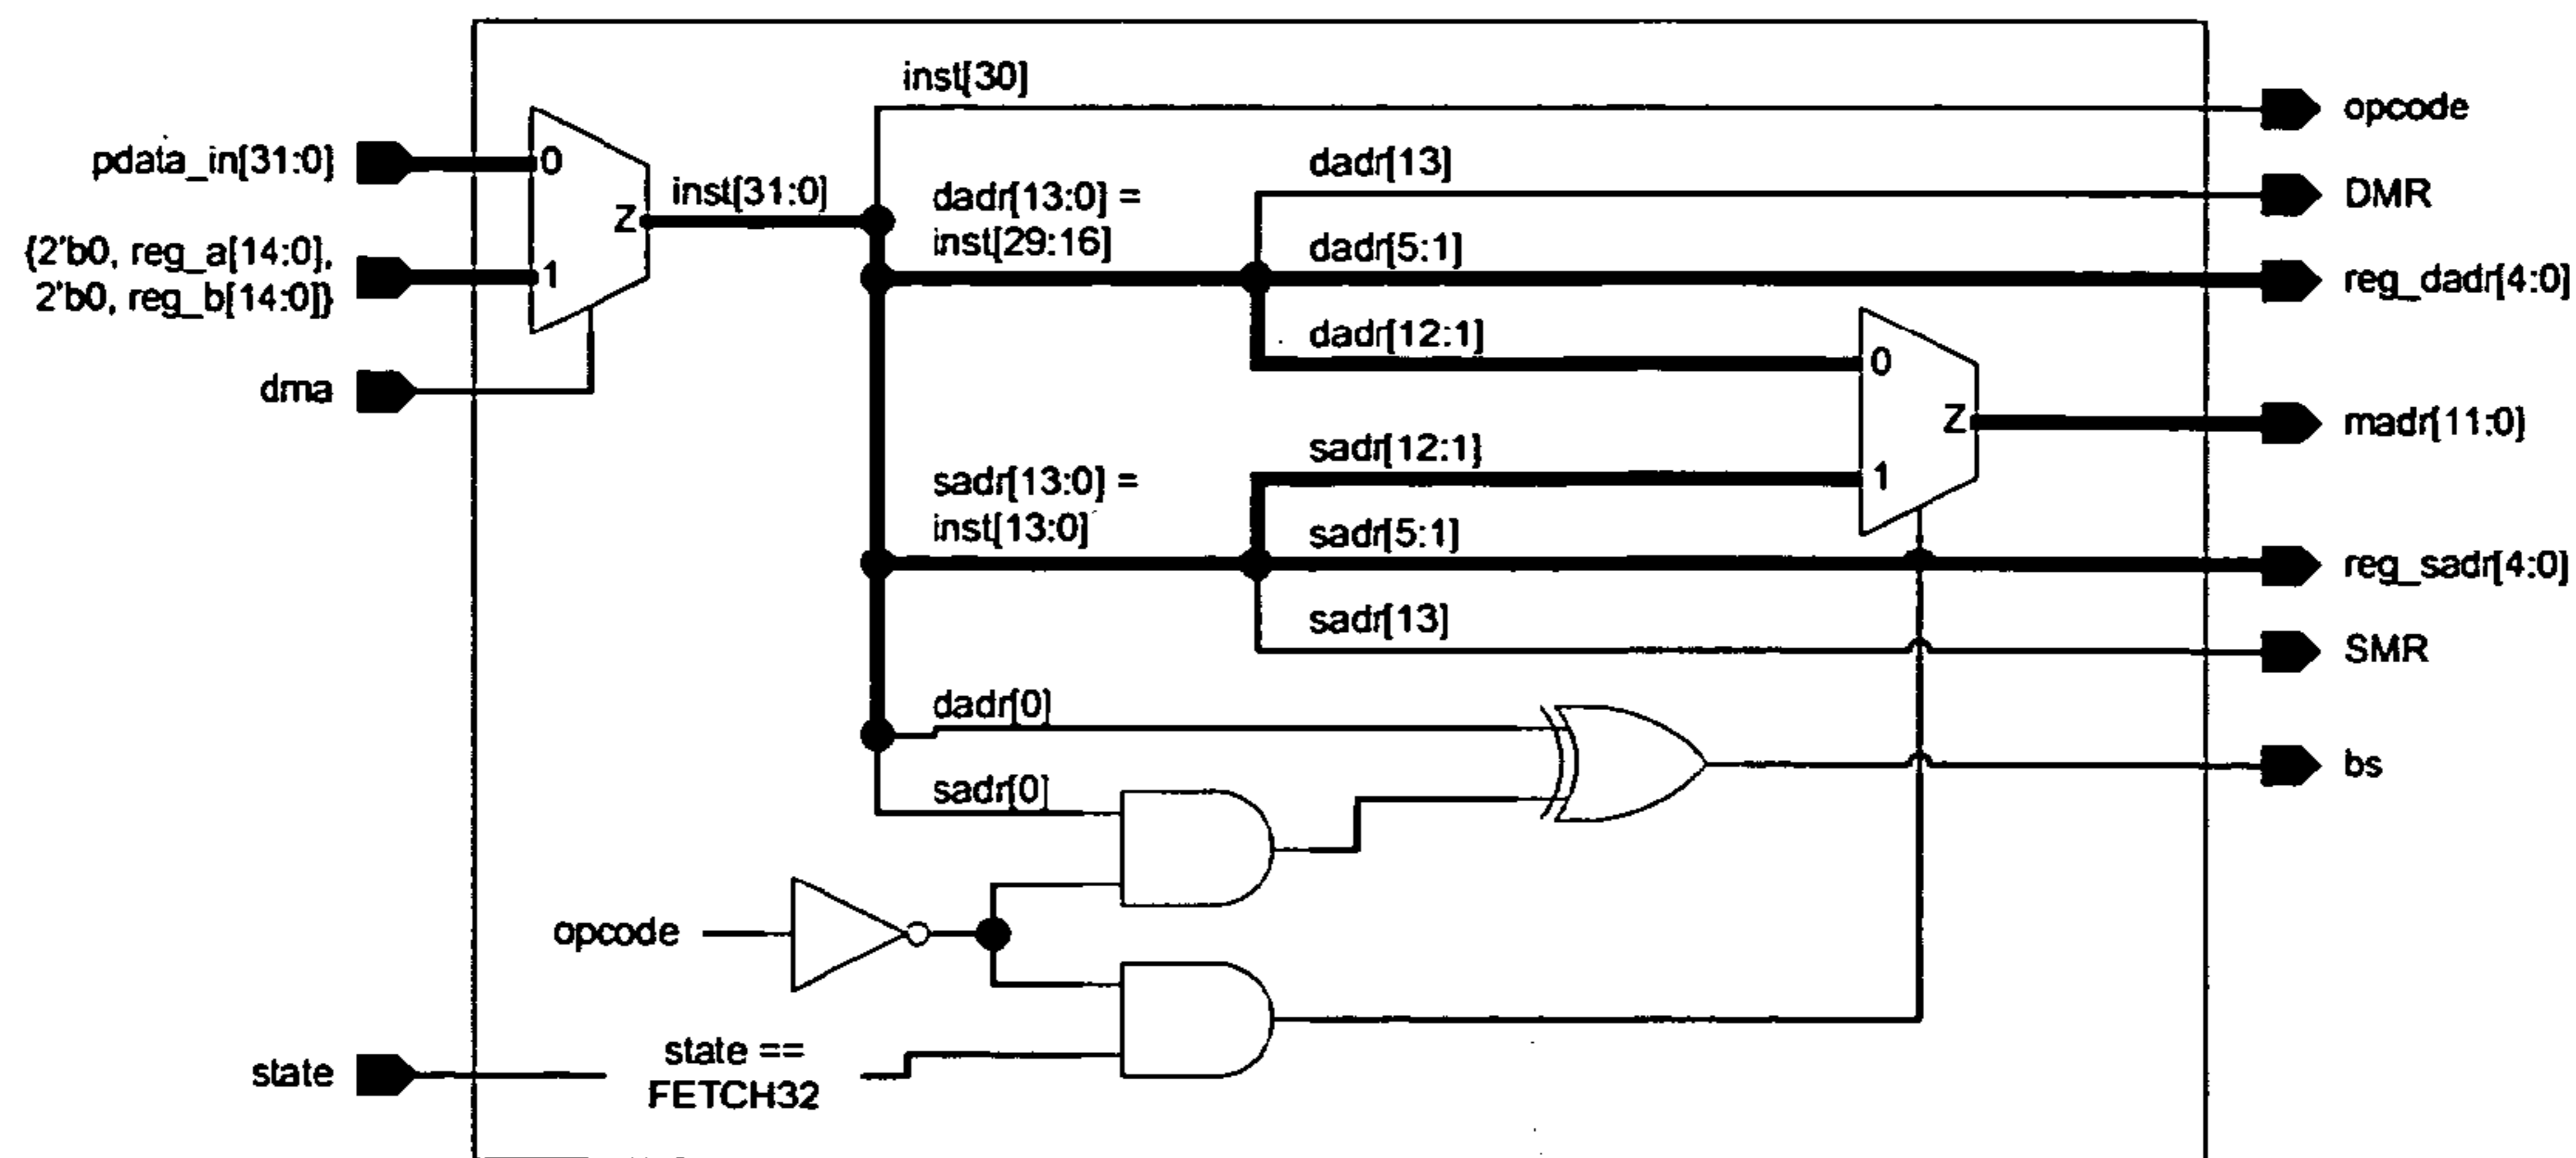 inst[30]
opcode
pdata_in[31:0]
0
dadr[13]
DMR
inst[31:0]
dadr[13:0] =
inst[29:16]
Z
{2'b0, reg_a[14:0],
2'b0, reg_b[14:0]}
1
dadr[5:1]
reg_dadr[4:0]
dadr[12:1]
0
dma
Z
madr[11:0]
sadr[12:1]
1
sadr[13:0] =
inst[13:0]
sadr[5:1]
reg_sadr[4:0]
sadr[13]
SMR
dadr[0]
bs
sadr[0]
opcode
state
state ==
FETCH32